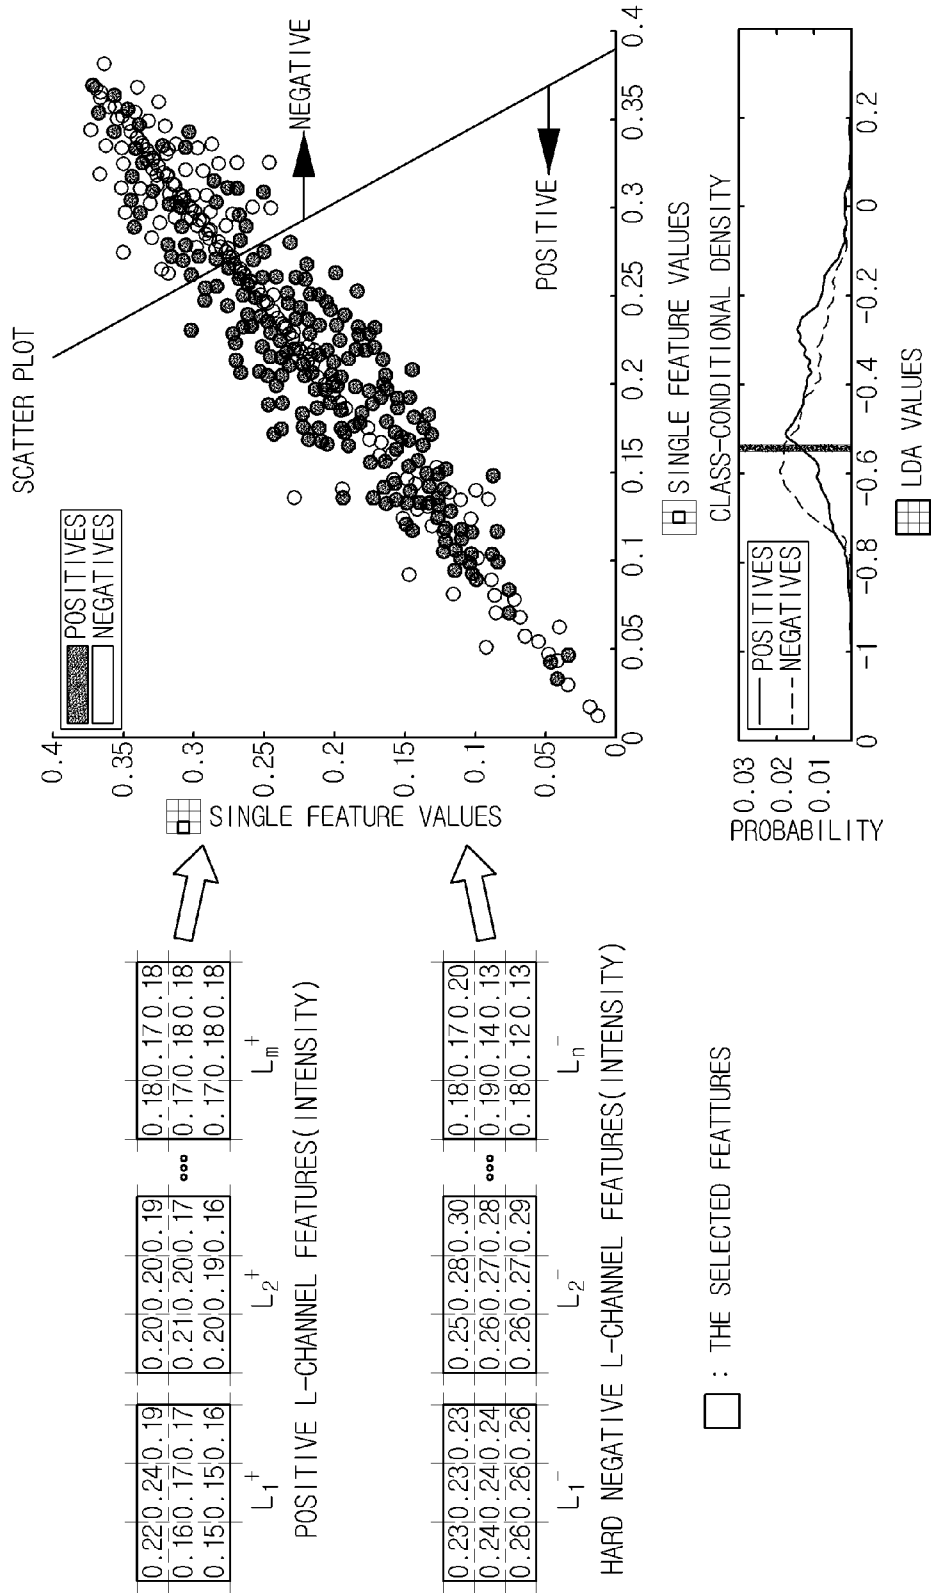 0.22 0.24 0.19
0.16 0.17 0.17
0.15 0.15 0.16
L1+
0.20 0.20 0.19
0.21 0.20 0.17
0.20 0.19 0.16
L2+
0.18 0.17 0.18
0.17 0.18 0.18
0.17 0.18 0.18
Lm+
POSITIVE L-CHANNEL FEATURES(INTENSITY)
0.23 0.23 0.23
0.24 0.24 0.24
0.26 0.26 0.26
L1-
0.25 0.28 0.30
0.26 0.27 0.28
0.26 0.27 0.29
L2-
0.18 0.17 0.20
0.19 0.14 0.13
0.18 0.12 0.13
Ln-
HARD NEGATIVE L-CHANNEL FEATURES(INTENSITY)
: THE SELECTED FEATTURES
SCATTER PLOT
POSITIVES
NEGATIVES
0.4
0.35
0.3
0.25
0.2
0.15
0.1
0.05
0
SINGLE FEATURE VALUES
NEGATIVE
POSITIVE
0 0.05 0.1 0.15 0.2 0.25 0.3 0.35 0.4
SINGLE FEATURE VALUES
CLASS-CONDITIONAL DENSITY
POSITIVES
NEGATIVES
0.03
0.02
0.01
PROBABILITY
0 -1 -0.8 -0.6 -0.4 -0.2 0 0.2
LDA VALUES